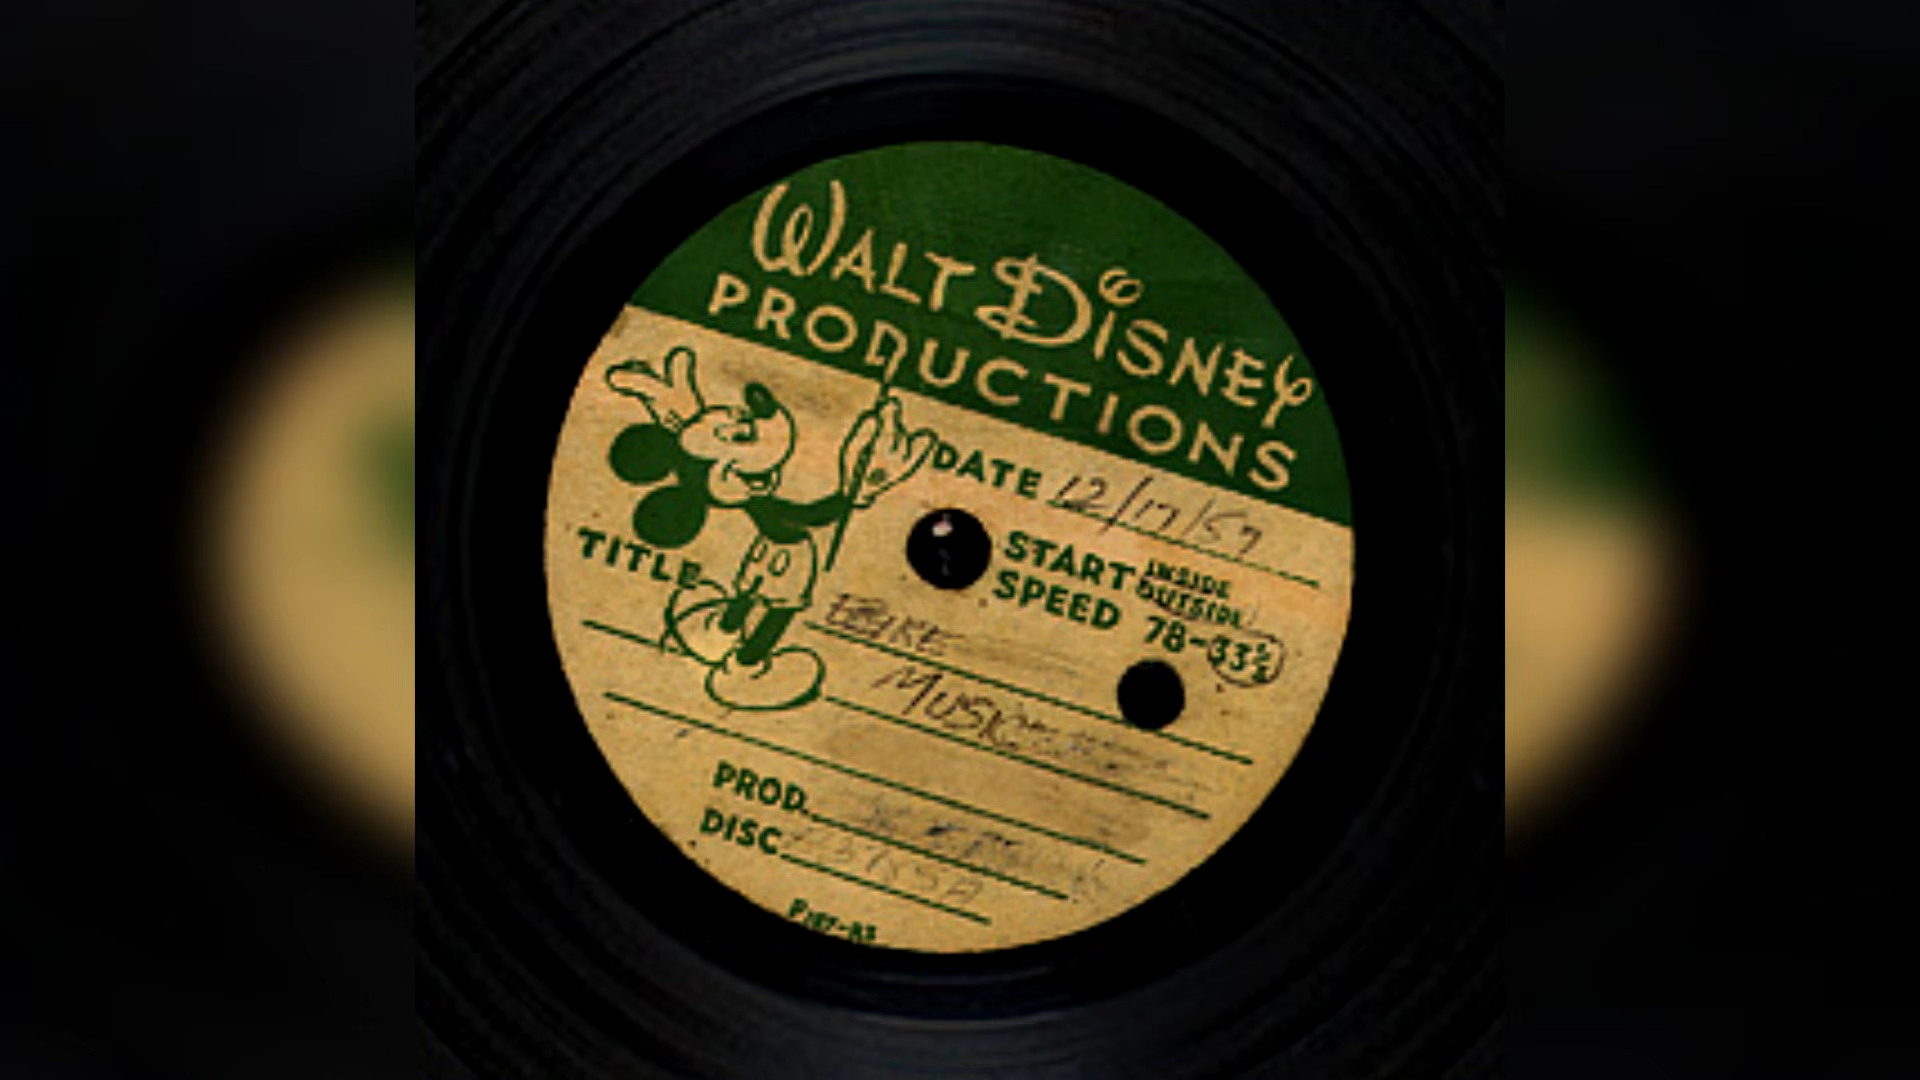 WALT DISNEY
PRODUCTIONS
DATE 12/17/57
START INSIDE
OUTSIDE
SPEED 78-33⅓
TITLE
MUSIC
PROD.
DISC